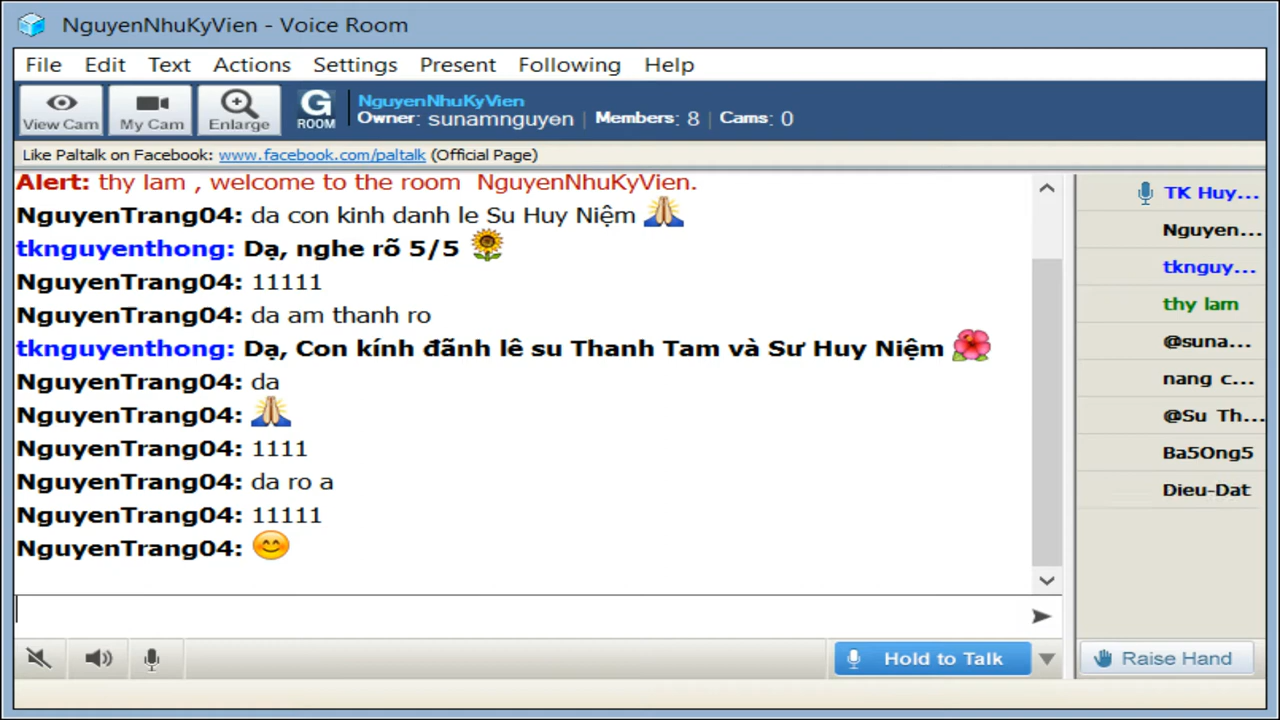 NguyenNhuKyVien - Voice Room
File Edit Text Actions Settings Present Following Help
View Cam My Cam Enlarge G ROOM
NguyenNhuKyVien
Owner: sunamnguyen | Members: 8 | Cams: 0
Like Paltalk on Facebook: www.facebook.com/paltalk (Official Page)
Alert: thy lam , welcome to the room NguyenNhuKyVien.
NguyenTrang04: da con kinh danh le Su Huy Niệm
tknguyenthong: Dạ, nghe rõ 5/5
NguyenTrang04: 11111
NguyenTrang04: da am thanh ro
tknguyenthong: Dạ, Con kính đãnh lê su Thanh Tam và Sư Huy Niệm
NguyenTrang04: da
NguyenTrang04:
NguyenTrang04: 1111
NguyenTrang04: da ro a
NguyenTrang04: 11111
NguyenTrang04:
TK Huy...
Nguyen...
tknguy...
thy lam
@suna...
nang c...
@Su Th...
Ba5Ong5
Dieu-Dat
Hold to Talk
Raise Hand